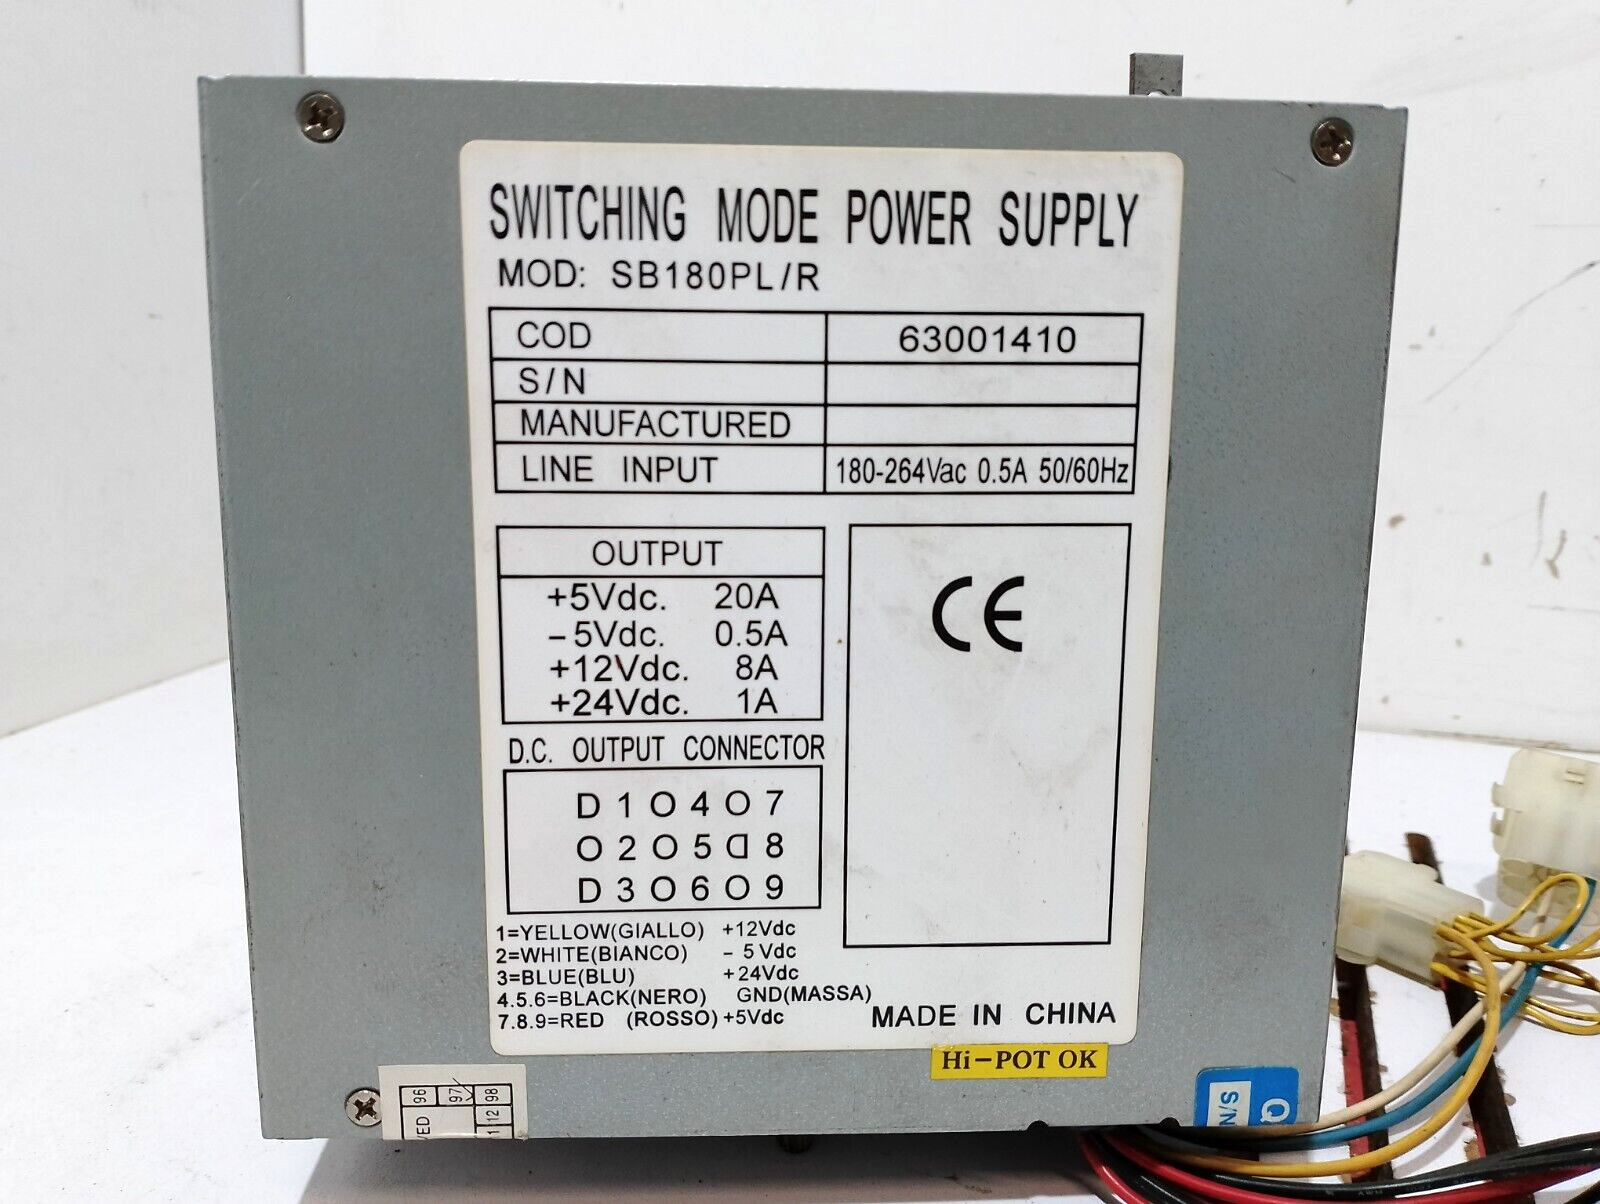 SWITCHING MODE POWER SUPPLY
MOD: SB180PL/R
COD 63001410
S/N
MANUFACTURED
LINE INPUT 180-264Vac 0.5A 50/60Hz
OUTPUT
+5Vdc. 20A
-5Vdc. 0.5A
+12Vdc. 8A
+24Vdc. 1A
CE
D.C. OUTPUT CONNECTOR
D 1 O 4 O 7
O 2 O 5 D 8
D 3 O 6 O 9
1=YELLOW(GIALLO) +12Vdc
2=WHITE(BIANCO) - 5 Vdc
3=BLUE(BLU) +24Vdc
4.5.6=BLACK(NERO) GND(MASSA)
7.8.9=RED (ROSSO) +5Vdc
MADE IN CHINA
Hi-POT OK
96 97 98
12
S/N